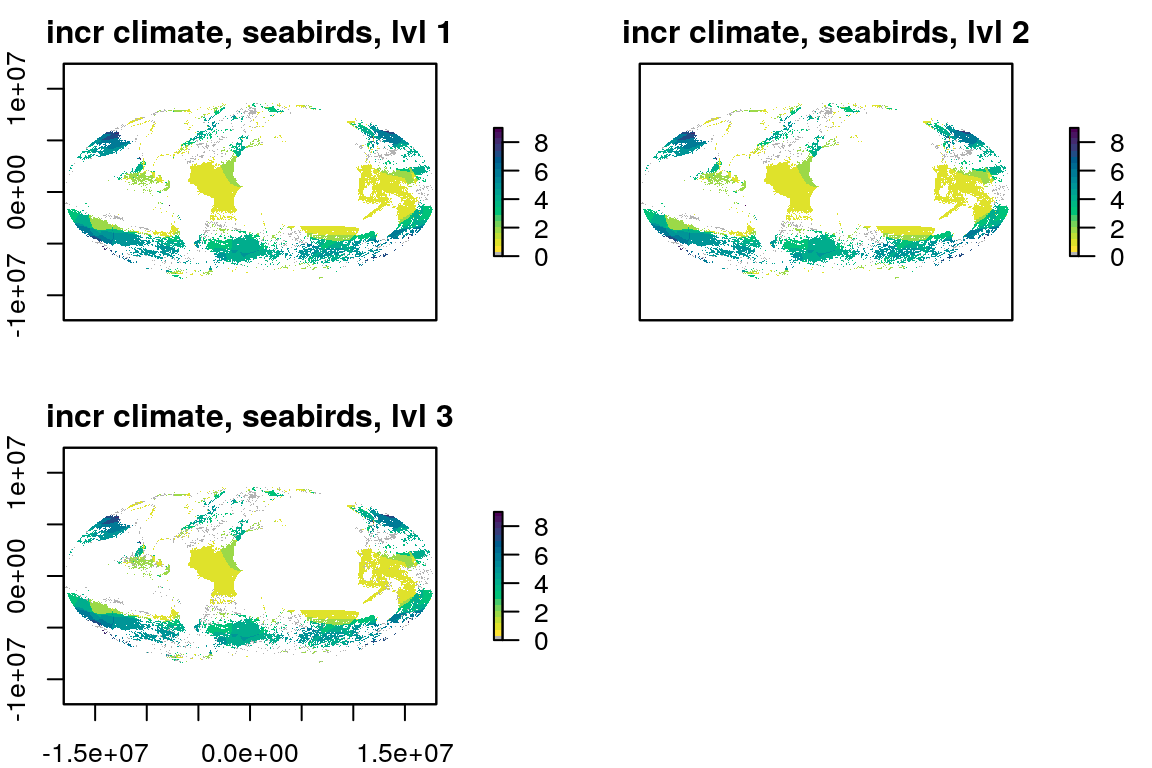 incr climate, seabirds, lvl 1
1e+07
0e+00
-1e+07
8
6
4
2
0
incr climate, seabirds, lvl 2
8
6
4
2
0
incr climate, seabirds, lvl 3
1e+07
0e+00
-1e+07
8
6
4
2
0
-1.5e+07 0.0e+00 1.5e+07